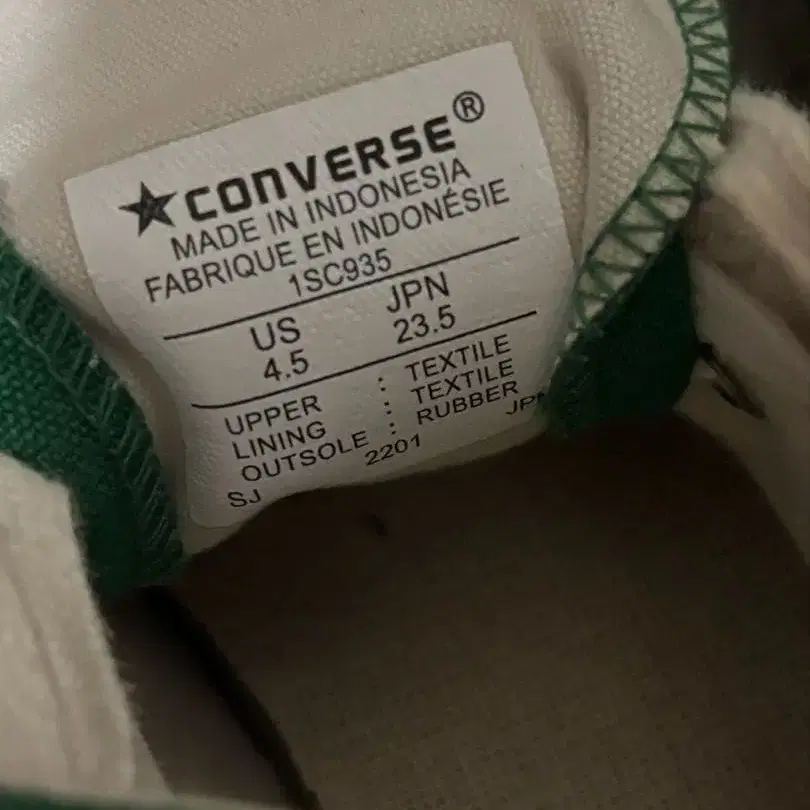 CONVERSE®
MADE IN INDONESIA
FABRIQUE EN INDONÉSIE
1SC935
US JPN
4.5 23.5
UPPER : TEXTILE
LINING : TEXTILE
OUTSOLE : RUBBER
SJ 2201 JPN